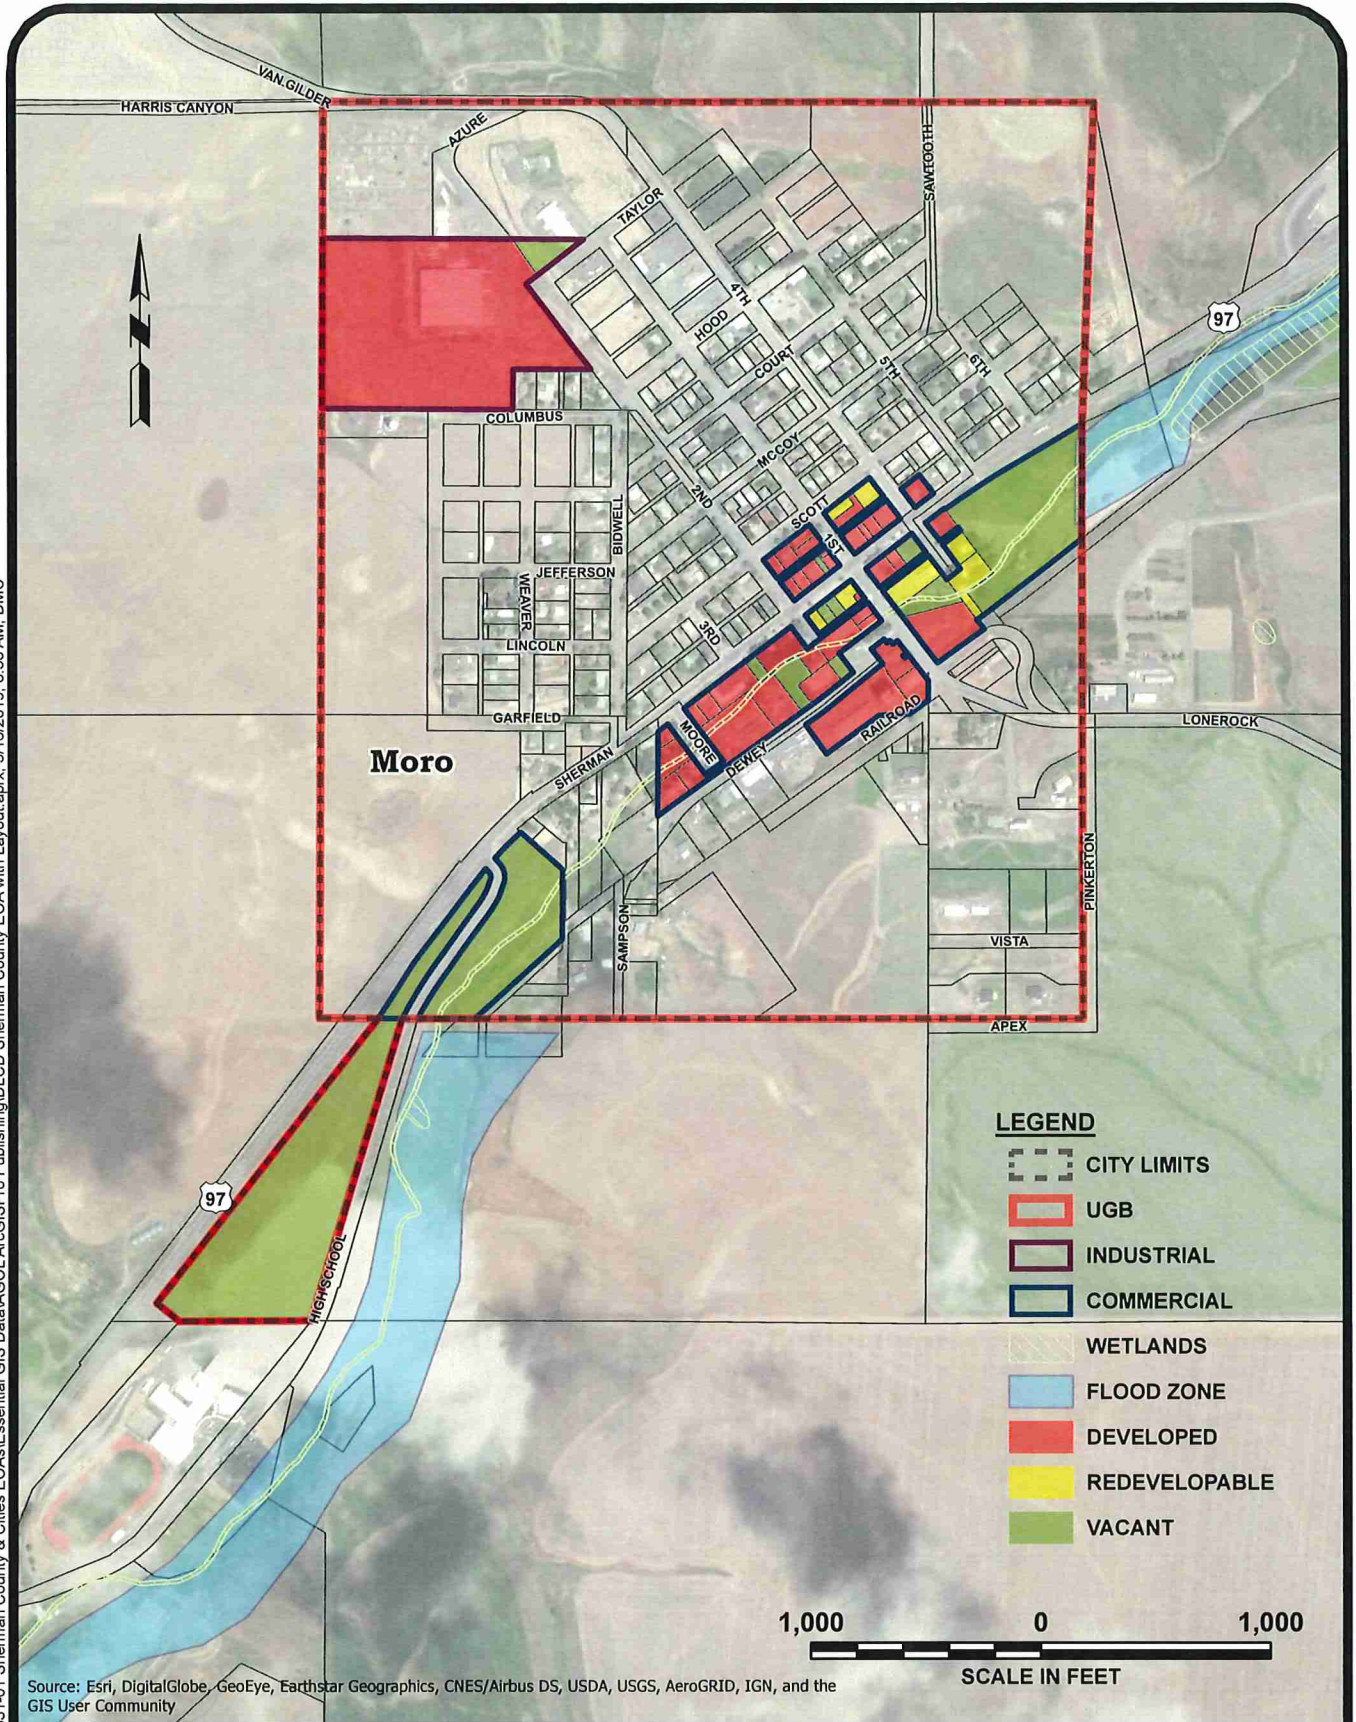 VAN GILDER
HARRIS CANYON
AZURE
SAWTOOTH
TAYLOR
4TH
HOOD
COURT
5TH
6TH
97
COLUMBUS
MCCOY
2ND
SCOTT
1ST
BIDWELL
JEFFERSON
WEAVER
LINCOLN
3RD
GARFIELD
MOORE
RAILROAD
LONEROCK
DEWEY
SHERMAN
Moro
PINKERTON
SAMPSON
VISTA
APEX
97
HIGH SCHOOL
N
LEGEND
CITY LIMITS
UGB
INDUSTRIAL
COMMERCIAL
WETLANDS
FLOOD ZONE
DEVELOPED
REDEVELOPABLE
VACANT
1,000 0 1,000
SCALE IN FEET
Source: Esri, DigitalGlobe, GeoEye, Earthstar Geographics, CNES/Airbus DS, USDA, USGS, AeroGRID, IGN, and the
GIS User Community